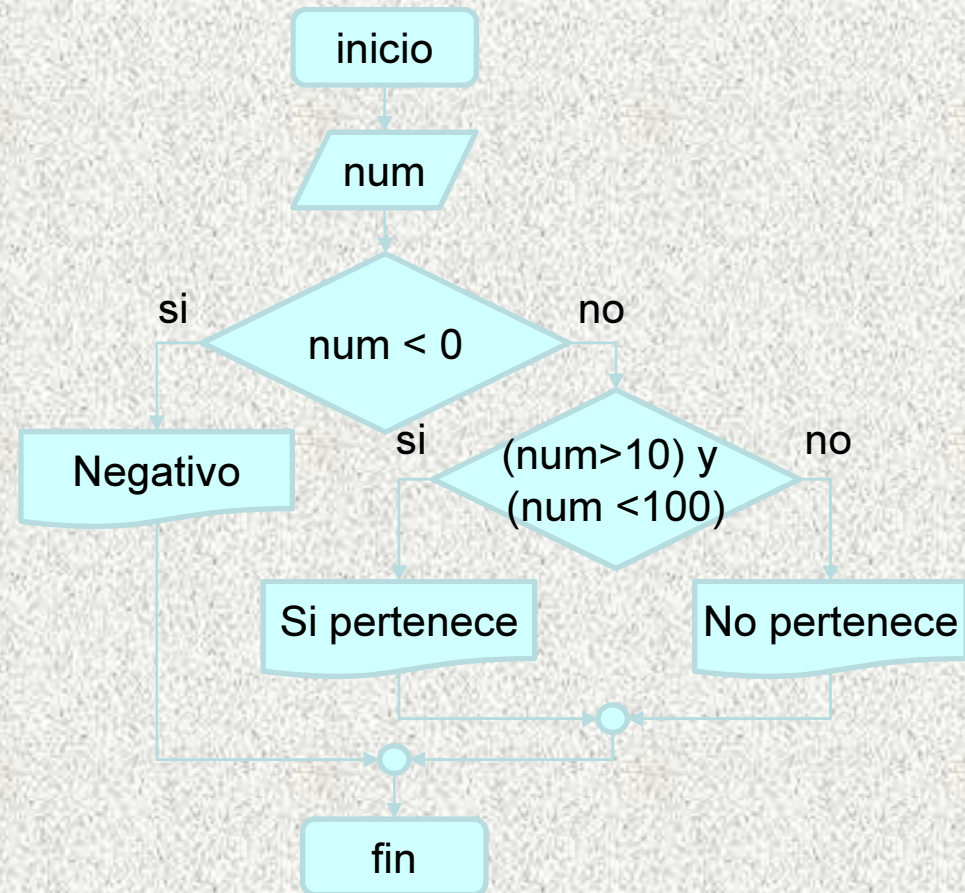 inicio
num
si
no
num < 0
Negativo
si
no
(num>10) y
(num <100)
Si pertenece
No pertenece
fin